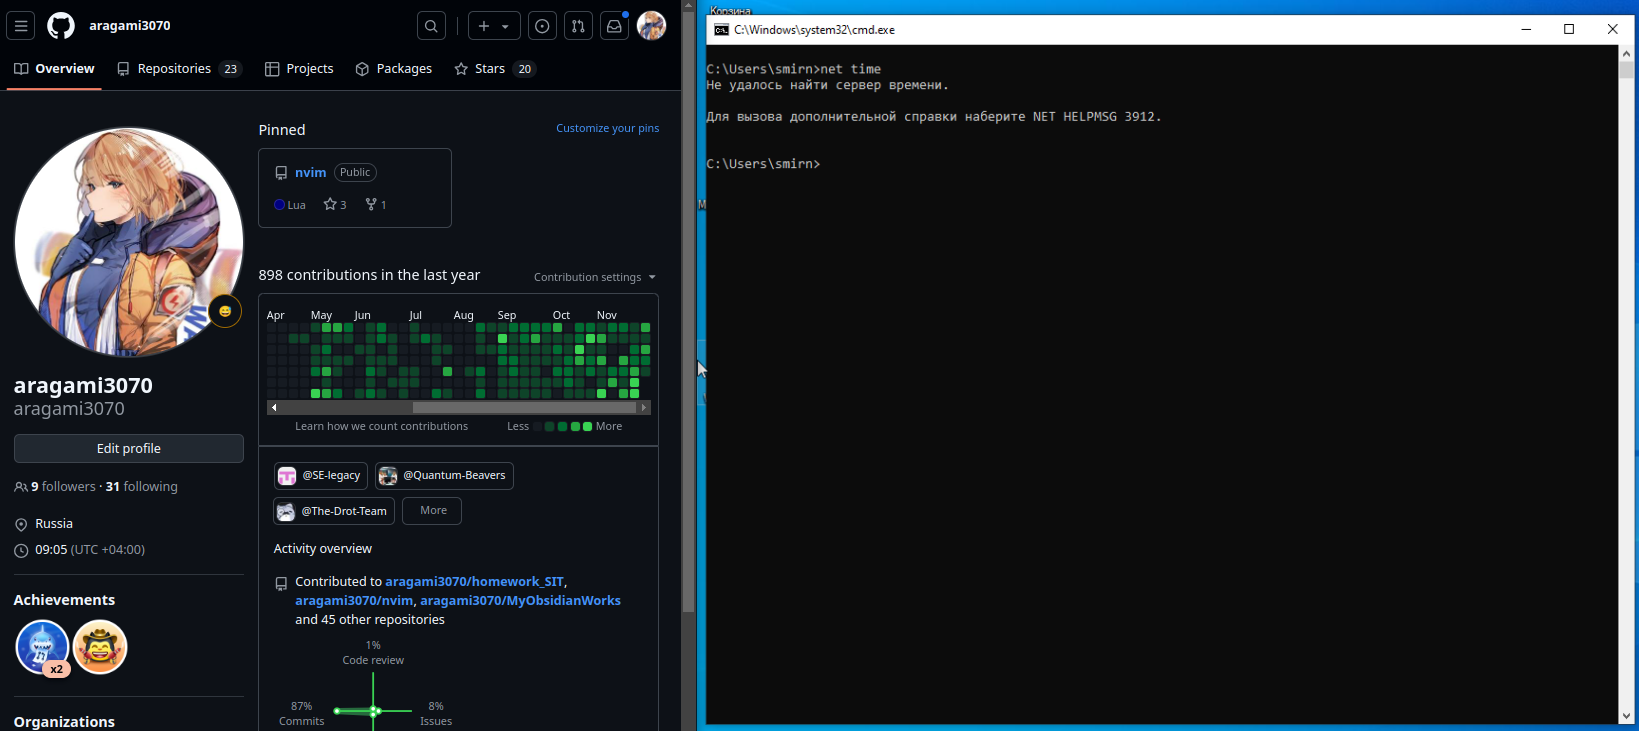 aragami3070
Overview
Repositories 23
Projects
Packages
Stars 20
Pinned
Customize your pins
nvim Public
Lua 3 1
898 contributions in the last year
Contribution settings
Apr May Jun Jul Aug Sep Oct Nov
Learn how we count contributions
Less More
@SE-legacy
@Quantum-Beavers
@The-Drot-Team
More
Activity overview
Contributed to aragami3070/homework_SIT,
aragami3070/nvim, aragami3070/MyObsidianWorks
and 45 other repositories
1%
Code review
87%
Commits
8%
Issues
aragami3070
aragami3070
Edit profile
9 followers · 31 following
Russia
09:05 (UTC +04:00)
Achievements
x2
Organizations
Корзина
C:\Windows\system32\cmd.exe
C:\Users\smirn>net time
Не удалось найти сервер времени.
Для вызова дополнительной справки наберите NET HELPMSG 3912.
C:\Users\smirn>